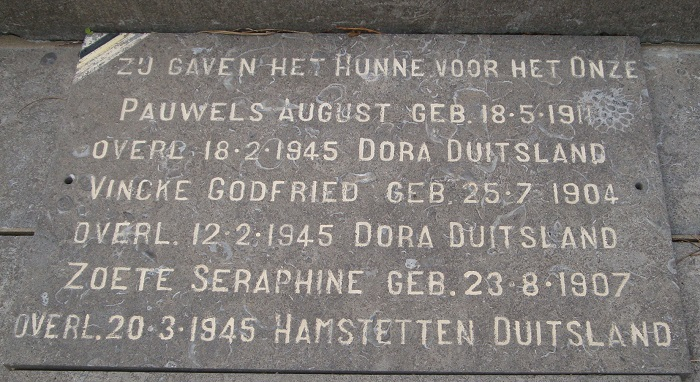 ZIJ GAVEN HET HUNNE VOOR HET ONZE
PAUWELS AUGUST GEB. 18·5·1911
OVERL. 18·2·1945 DORA DUITSLAND
VINCKE GODFRIED GEB. 25·7·1904
OVERL. 12·2·1945 DORA DUITSLAND
ZOETE SERAPHINE GEB. 23·8·1907
OVERL. 20·3·1945 HAMSTETTEN DUITSLAND